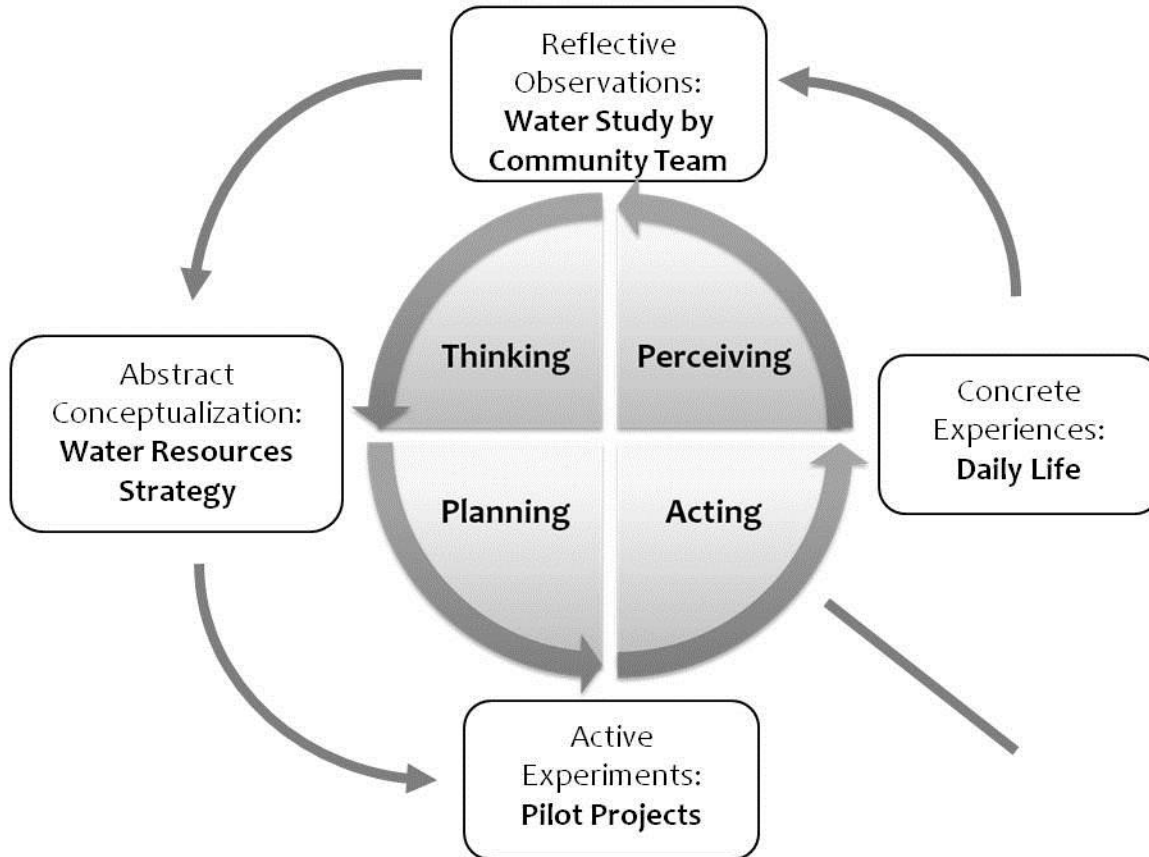 Reflective
Observations:
Water Study by
Community Team
Thinking
Perceiving
Abstract
Conceptualization:
Water Resources
Strategy
Concrete
Experiences:
Daily Life
Planning
Acting
Active
Experiments:
Pilot Projects